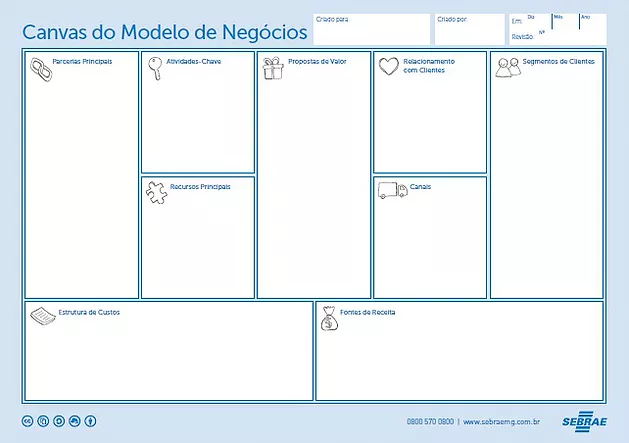 Canvas do Modelo de Negócios
Criado para
Criado por
Em:
Dia
Mês
Ano
Revisão:
Nº
Parcerias Principais
Atividades-Chave
Propostas de Valor
Relacionamento
com Clientes
Segmentos de Clientes
Recursos Principais
Canais
Estrutura de Custos
Fontes de Receita
$
cc
0800 570 0800 | www.sebraemg.com.br
SEBRAE